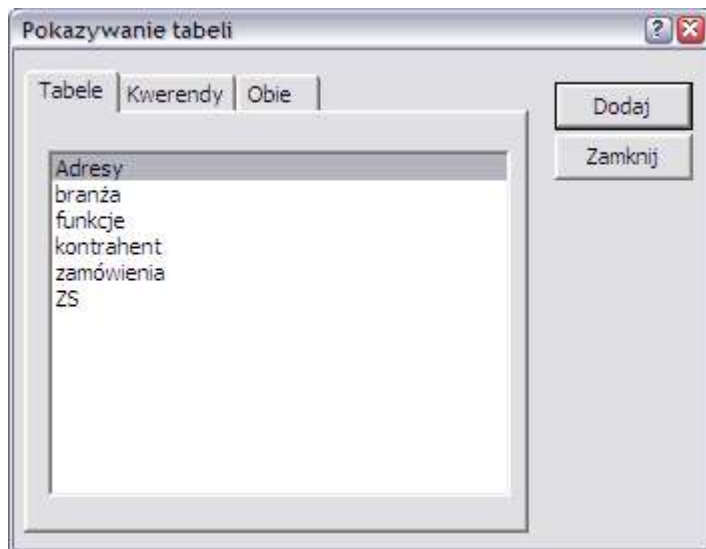 Pokazywanie tabeli
Tabele Kwerendy Obie
Dodaj
Zamknij
Adresy
branża
funkcje
kontrahent
zamówienia
ZS